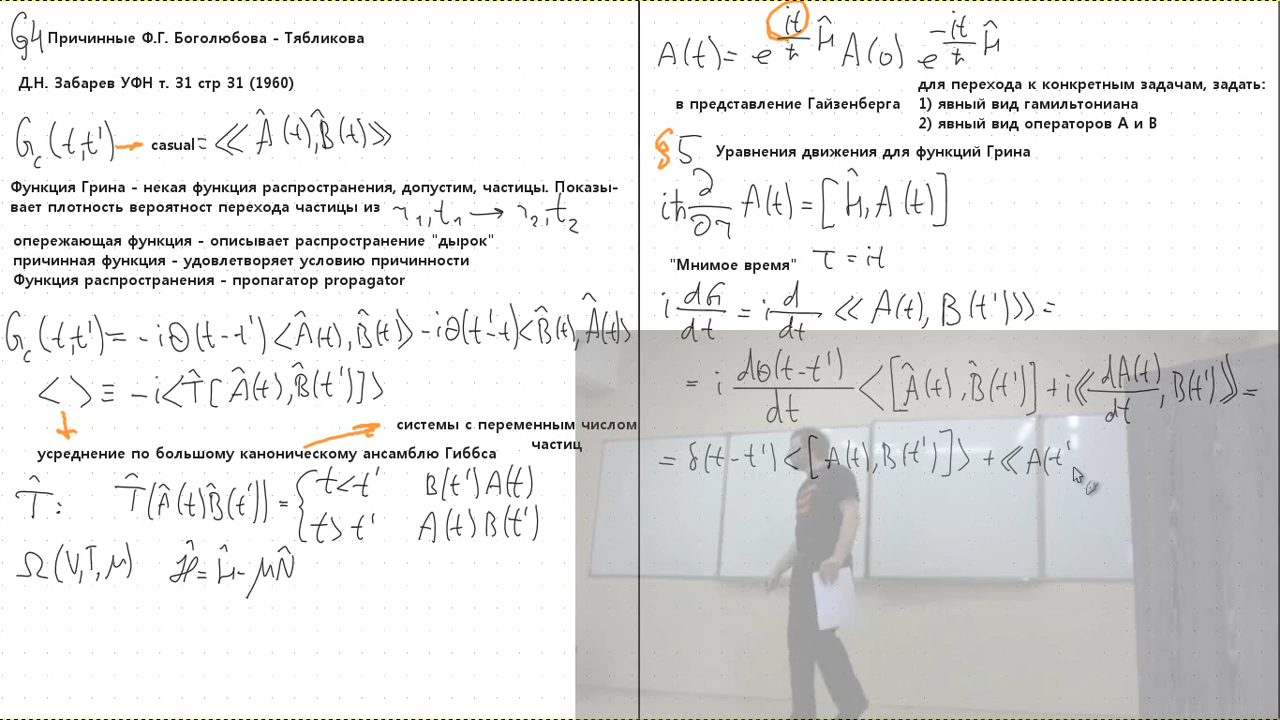 §4 Причинные Ф.Г. Боголюбова - Тябликова
Д.Н. Забарев УФН т. 31 стр 31 (1960)
G_c(t,t') → casual = ≪Â(t),B̂(t)≫
Функция Грина - некая функция распространения, допустим, частицы. Показы-
вает плотность вероятност перехода частицы из r₁,t₁ → r₂,t₂
опережающая функция - описывает распространение "дырок"
причинная функция - удовлетворяет условию причинности
Функция распространения - пропагатор propagator
G_c(t,t') = -iθ(t-t')<Â(t),B̂(t)≫ -iθ(t'-t)<B̂(t),Â(t)>
< > ≡ -i<T̂[Â(t),B̂(t')]>
системы с переменным числом
частиц
усреднение по большому каноническому ансамблю Гиббса
T̂: T̂(Â(t)B̂(t')) = { t<t' B(t')A(t)
t>t' A(t)B(t')
Ω(V,T,μ) Ĥ = Ĥ - μN̂
A(t) = e^{it/ħ Ĥ} A(0) e^{-it/ħ Ĥ}
в представление Гайзенберга
для перехода к конкретным задачам, задать:
1) явный вид гамильтониана
2) явный вид операторов А и В
§5 Уравнения движения для функций Грина
iħ ∂/∂τ A(t) = [Ĥ,A(t)]
"Мнимое время" τ = it
i dG/dt = i d/dt ≪A(t), B(t')≫ =
= i dθ(t-t')/dt <[Â(t),B̂(t')] + i≪dA(t)/dt, B(t')≫ =
= δ(t-t')<[A(t),B(t')]> + ≪A(t'